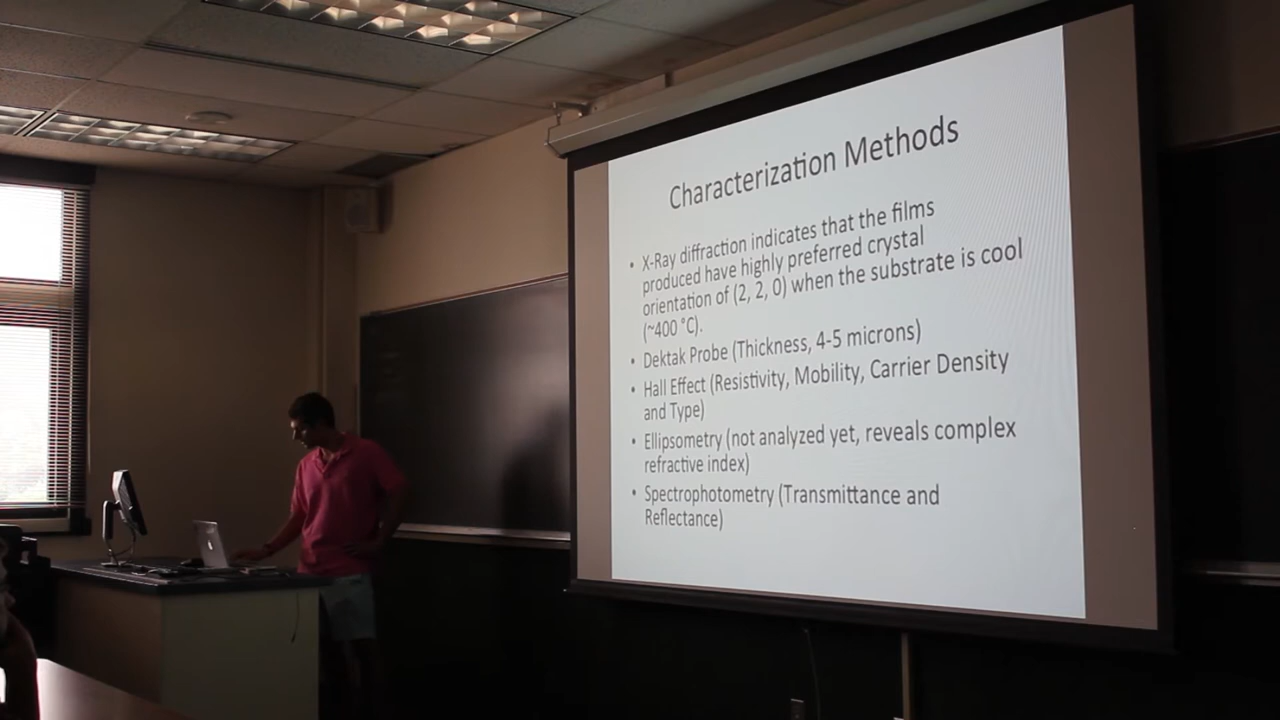 Characterization Methods
• X-Ray diffraction indicates that the films
produced have highly preferred crystal
orientation of (2, 2, 0) when the substrate is cool
(~400 °C).
• Dektak Probe (Thickness, 4-5 microns)
• Hall Effect (Resistivity, Mobility, Carrier Density
and Type)
• Ellipsometry (not analyzed yet, reveals complex
refractive index)
• Spectrophotometry (Transmittance and
Reflectance)